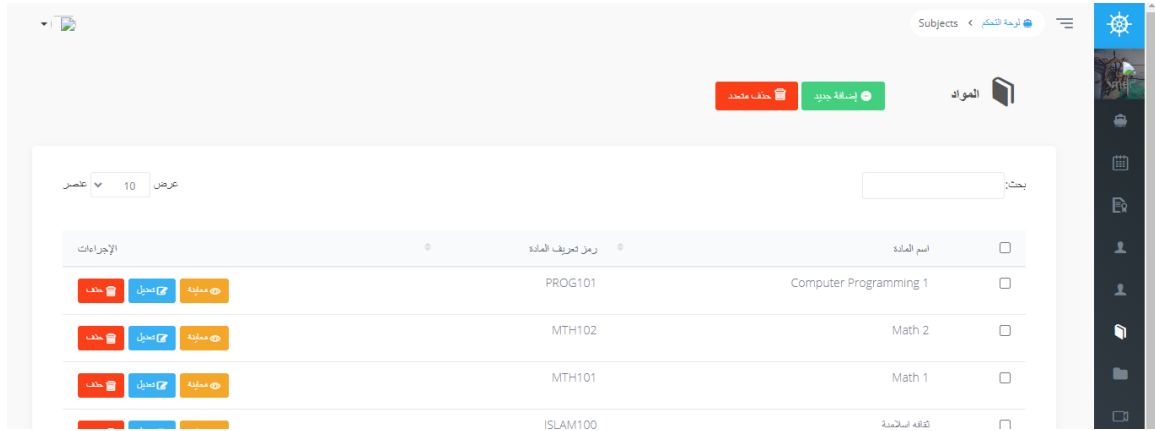 لوحة التحكم > Subjects
المواد
إضافة جديد
حذف متعدد
بحث:
عرض 10 عنصر
اسم المادة رمز تعريف المادة الإجراءات
Computer Programming 1 PROG101 معاينة تعديل حذف
Math 2 MTH102 معاينة تعديل حذف
Math 1 MTH101 معاينة تعديل حذف
ثقافه اسلامية ISLAM100